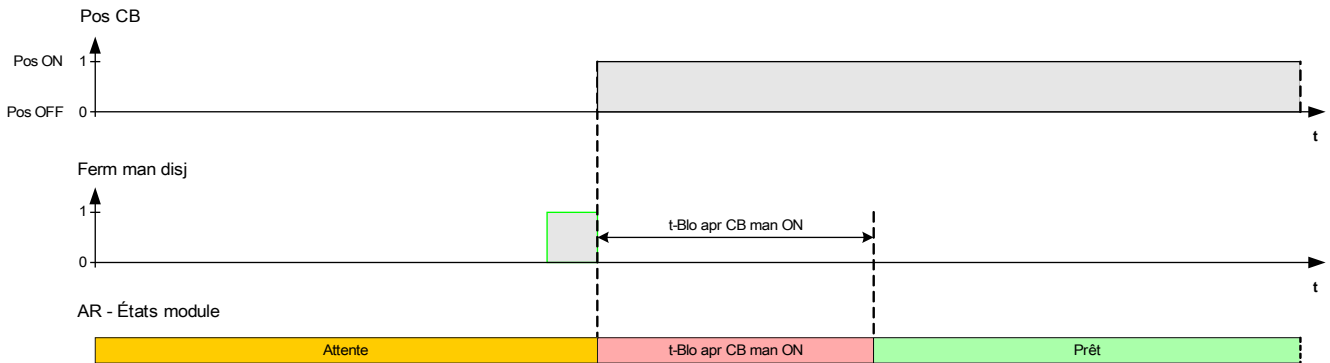 Pos CB
Pos ON 1
Pos OFF 0
t
Ferm man disj
1
t-Blo apr CB man ON
0
t
AR - États module
Attente t-Blo apr CB man ON Prêt